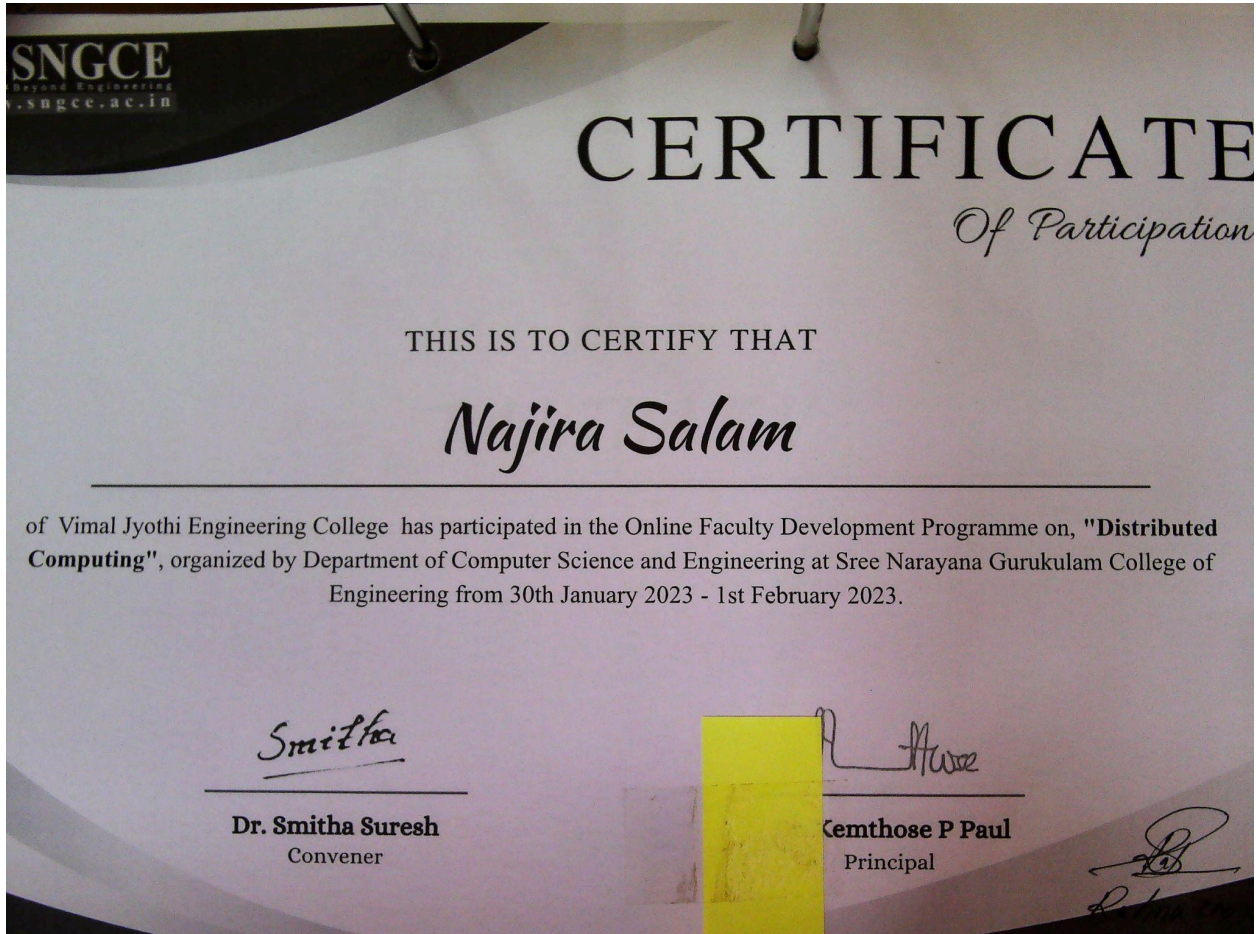 SNGCE
Beyond Engineering
w.sngce.ac.in
CERTIFICATE
Of Participation
THIS IS TO CERTIFY THAT
Najira Salam
of Vimal Jyothi Engineering College has participated in the Online Faculty Development Programme on, "Distributed
Computing", organized by Department of Computer Science and Engineering at Sree Narayana Gurukulam College of
Engineering from 30th January 2023 - 1st February 2023.
Smitha
Dr. Smitha Suresh
Convener
Kemthose P Paul
Principal